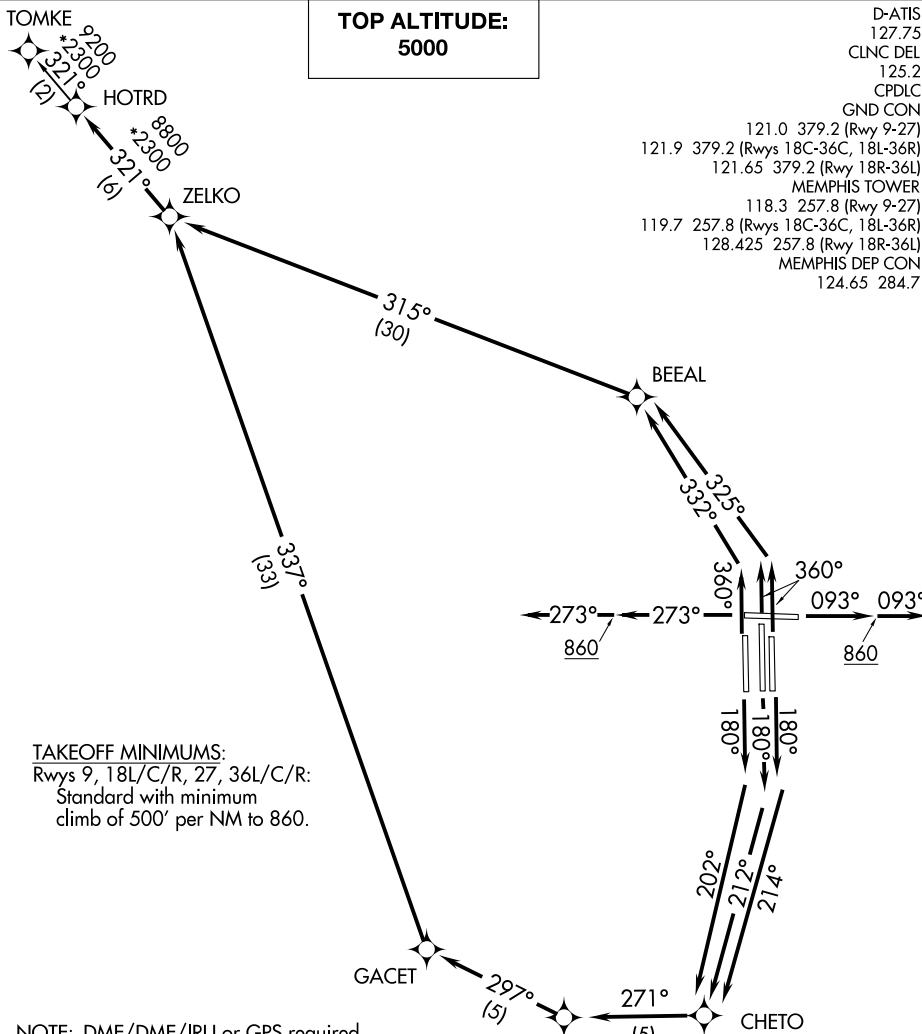 TOMKE
9200
*2300
321°
(2)
HOTRD
8800
*2300
321°
(6)
ZELKO
TOP ALTITUDE:
5000
D-ATIS
127.75
CLNC DEL
125.2
CPDLC
GND CON
121.0 379.2 (Rwy 9-27)
121.9 379.2 (Rwys 18C-36C, 18L-36R)
121.65 379.2 (Rwy 18R-36L)
MEMPHIS TOWER
118.3 257.8 (Rwy 9-27)
119.7 257.8 (Rwys 18C-36C, 18L-36R)
128.425 257.8 (Rwy 18R-36L)
MEMPHIS DEP CON
124.65 284.7
315°
(30)
BEEAL
325°
332°
360°
360°
273°
273°
093°
093°
860
860
337°
(33)
180°
180°
180°
TAKEOFF MINIMUMS:
Rwys 9, 18L/C/R, 27, 36L/C/R:
Standard with minimum
climb of 500' per NM to 860.
202°
212°
214°
GACET
297°
(5)
271°
(5)
CHETO
NOTE: DME/DME/IRU or GPS required